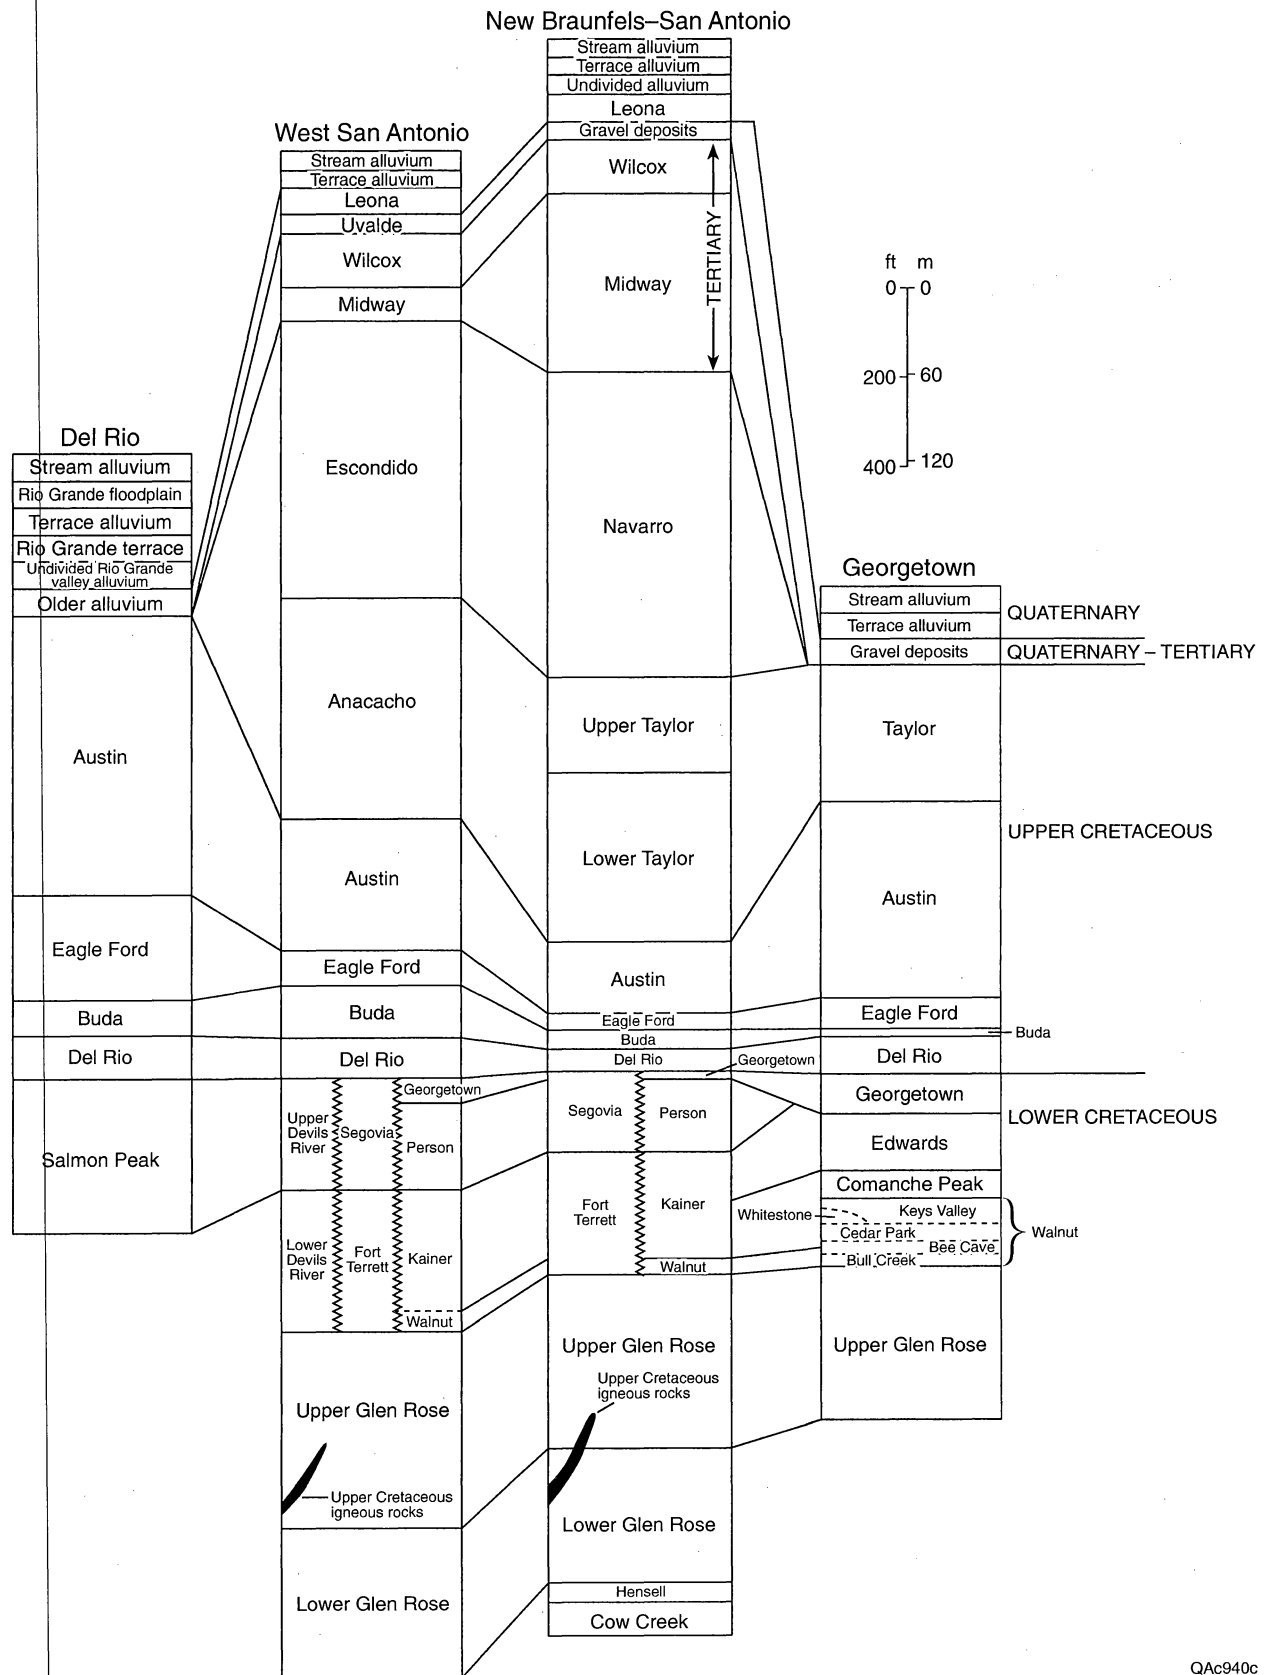 New Braunfels–San Antonio
Stream alluvium
Terrace alluvium
Undivided alluvium
Leona
Gravel deposits
Wilcox
Midway
TERTIARY
Navarro
Upper Taylor
Lower Taylor
Austin
Eagle Ford
Buda
Del Rio
Georgetown
Segovia
Person
Fort
Terrett
Kainer
Walnut
Upper Glen Rose
Upper Cretaceous
igneous rocks
Lower Glen Rose
Hensell
Cow Creek
West San Antonio
Stream alluvium
Terrace alluvium
Leona
Uvalde
Wilcox
Midway
Escondido
Anacacho
Austin
Eagle Ford
Buda
Del Rio
Georgetown
Upper
Devils
River
Segovia
Person
Lower
Devils
River
Fort
Terrett
Kainer
Walnut
Upper Glen Rose
Upper Cretaceous
igneous rocks
Lower Glen Rose
Del Rio
Stream alluvium
Rio Grande floodplain
Terrace alluvium
Rio Grande terrace
Undivided Rio Grande
valley alluvium
Older alluvium
Austin
Eagle Ford
Buda
Del Rio
Salmon Peak
ft m
0 0
200 60
400 120
Georgetown
Stream alluvium
Terrace alluvium
Gravel deposits
Taylor
Austin
Eagle Ford
Buda
Del Rio
Georgetown
Edwards
Comanche Peak
Whitestone
Keys Valley
Cedar Park
Bee Cave
Bull Creek
Walnut
Upper Glen Rose
QUATERNARY
QUATERNARY – TERTIARY
UPPER CRETACEOUS
LOWER CRETACEOUS
QAc940c